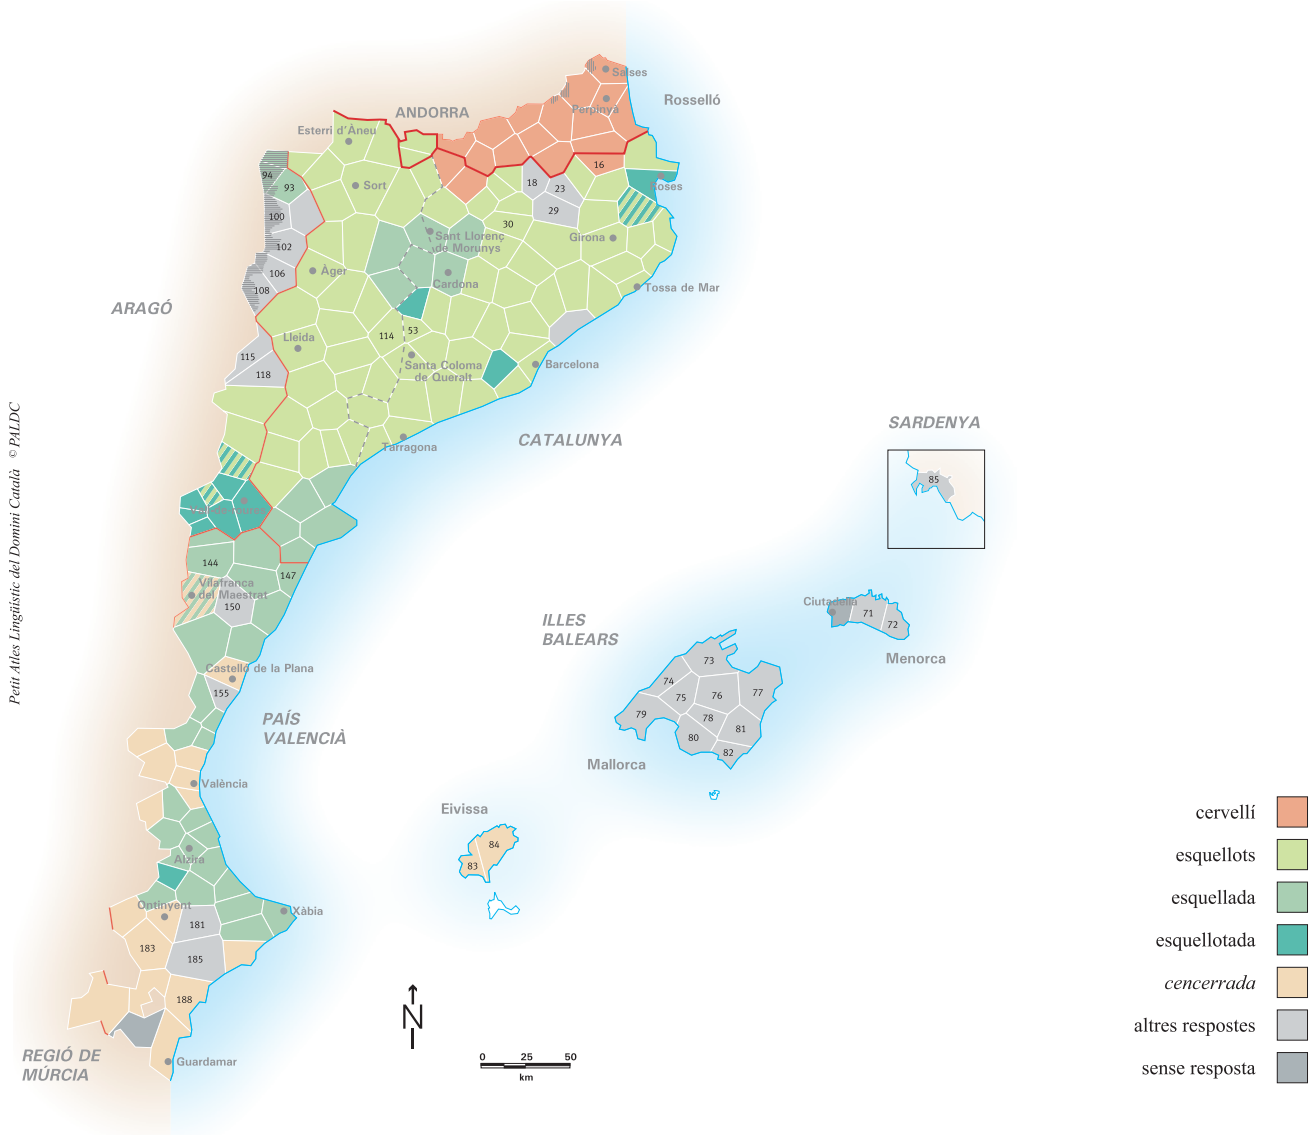 Salses
Rosselló
Perpinyà
ANDORRA
Esterri d'Àneu
16
94
93
Sort
18
23
Roses
100
29
30
Girona
Sant Llorenç
de Morunys
102
106
Àger
Cardona
108
Tossa de Mar
ARAGÓ
114
53
Lleida
115
Santa Coloma
de Queralt
Barcelona
118
CATALUNYA
Tarragona
SARDENYA
85
Petit Atles Lingüístic del Domini Català © PALDC
144
147
Vilafranca
del Maestrat
150
Ciutadella
71
72
Menorca
ILLES
BALEARS
73
74
75
76
77
78
79
80
81
82
Mallorca
Castelló de la Plana
155
PAÍS
VALENCIÀ
València
Eivissa
84
83
Alzira
Ontinyent
Xàbia
181
183
185
188
N
REGIÓ DE
MÚRCIA
Guardamar
0 25 50
km
cervellí
esquellots
esquellada
esquellotada
cencerrada
altres respostes
sense resposta